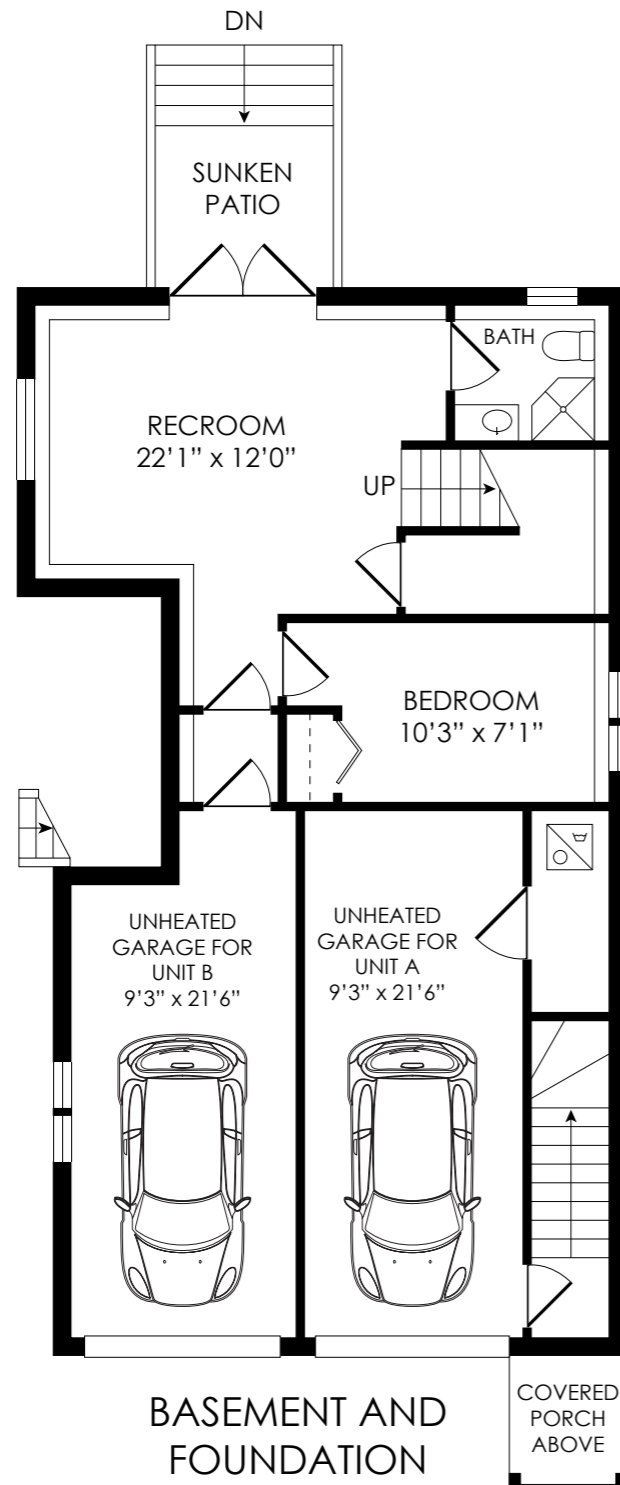 DN
SUNKEN
PATIO
BATH
RECROOM
22’1” x 12’0”
UP
BEDROOM
10’3” x 7’1”
UNHEATED
GARAGE FOR
UNIT B
9’3” x 21’6”
UNHEATED
GARAGE FOR
UNIT A
9’3” x 21’6”
BASEMENT AND
FOUNDATION
COVERED
PORCH
ABOVE